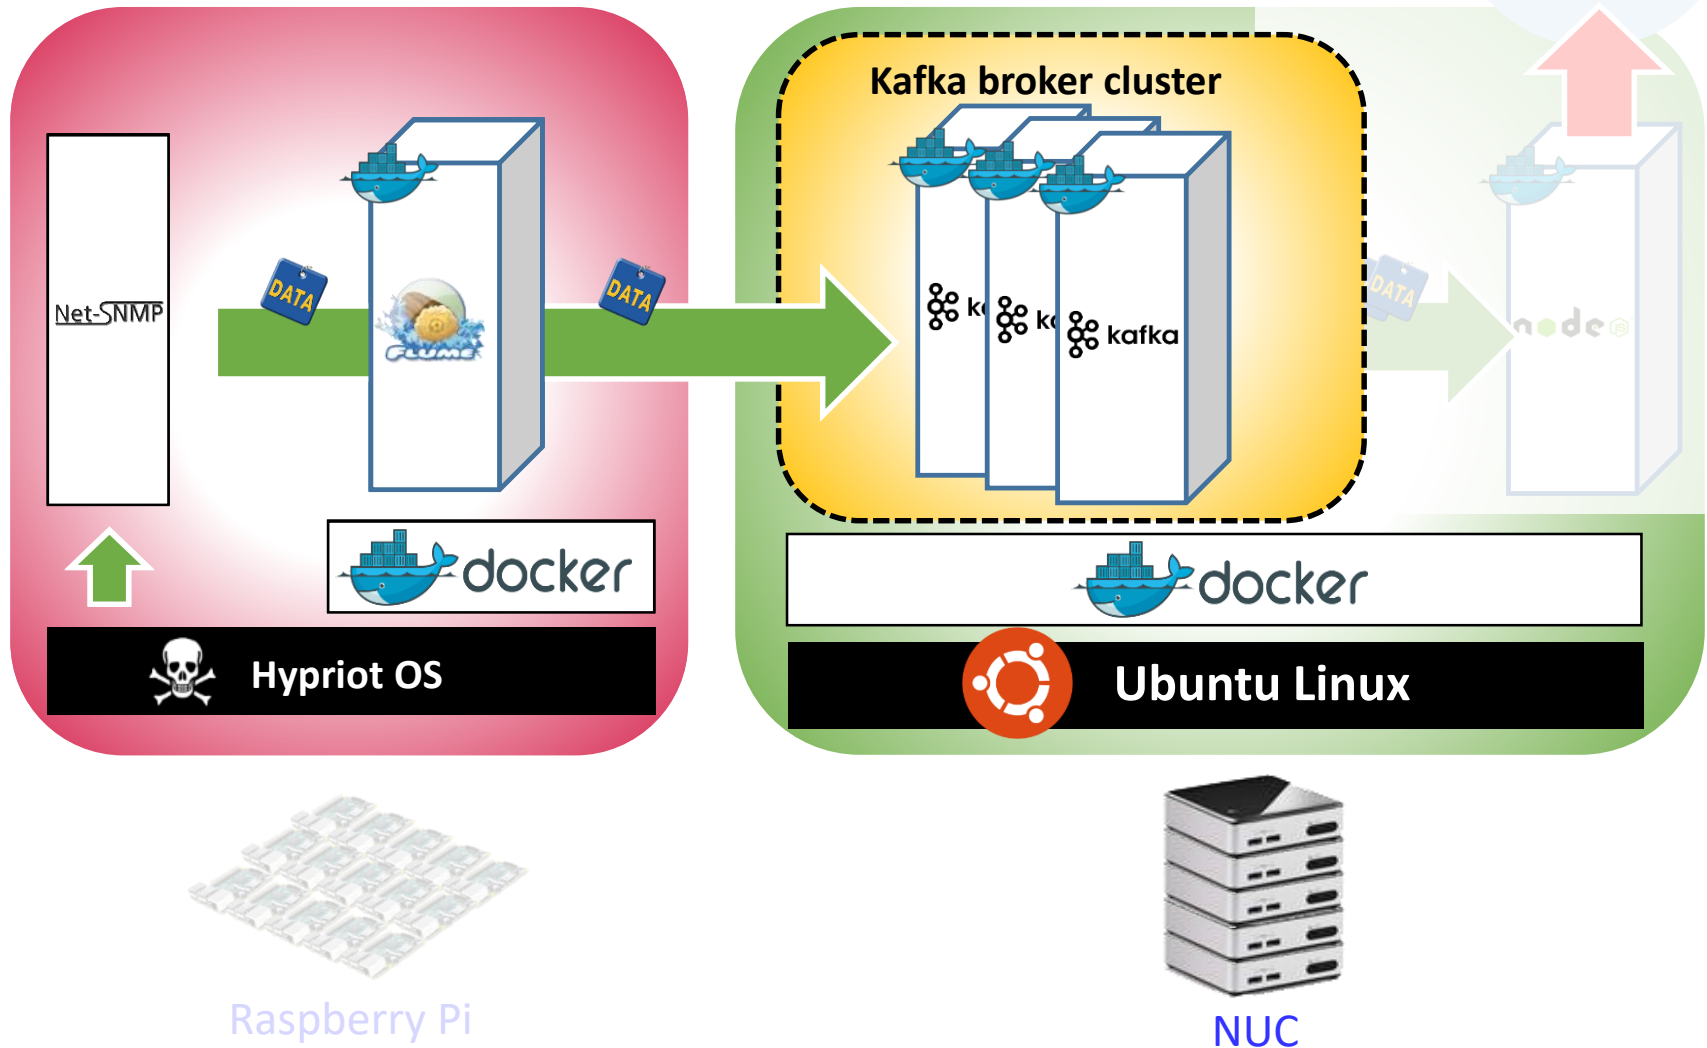 Kafka broker cluster
Net-SNMP
DATA
FLUME
DATA
kafka
DATA
node
JS
docker
docker
Hypriot OS
Ubuntu Linux
Raspberry Pi
NUC